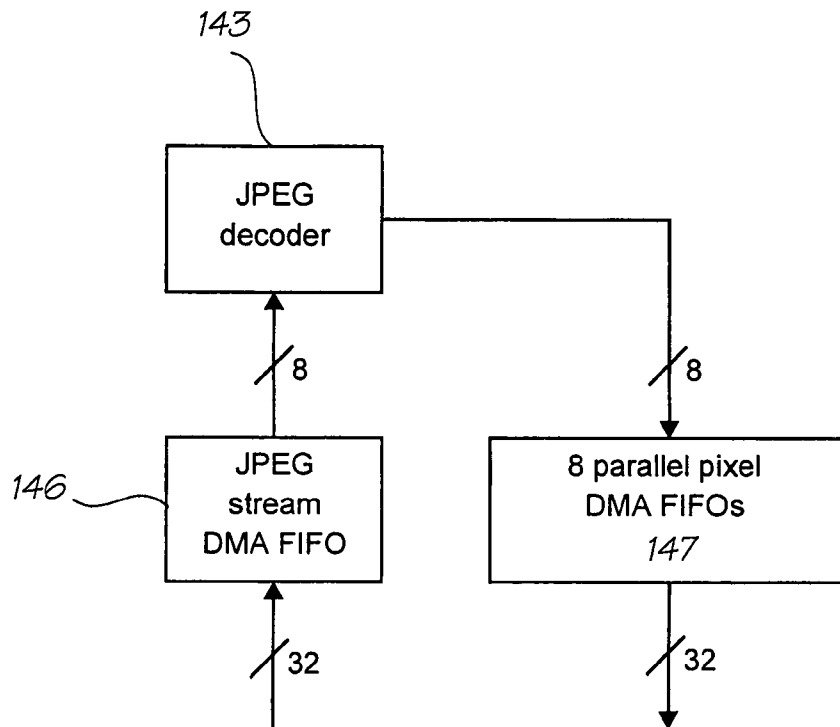 143
JPEG
decoder
8
8
146
JPEG
stream
DMA FIFO
8 parallel pixel
DMA FIFOs
147
32
32